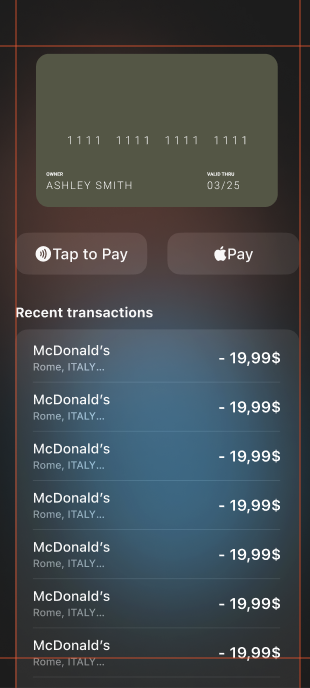 1111 1111 1111 1111
OWNER VALID THRU
ASHLEY SMITH 03/25
Tap to Pay Pay
Recent transactions
McDonald's - 19,99$
Rome, ITALY...
McDonald's - 19,99$
Rome, ITALY...
McDonald's - 19,99$
Rome, ITALY...
McDonald's - 19,99$
Rome, ITALY...
McDonald's - 19,99$
Rome, ITALY...
McDonald's - 19,99$
Rome, ITALY...
McDonald's - 19,99$
Rome, ITALY...